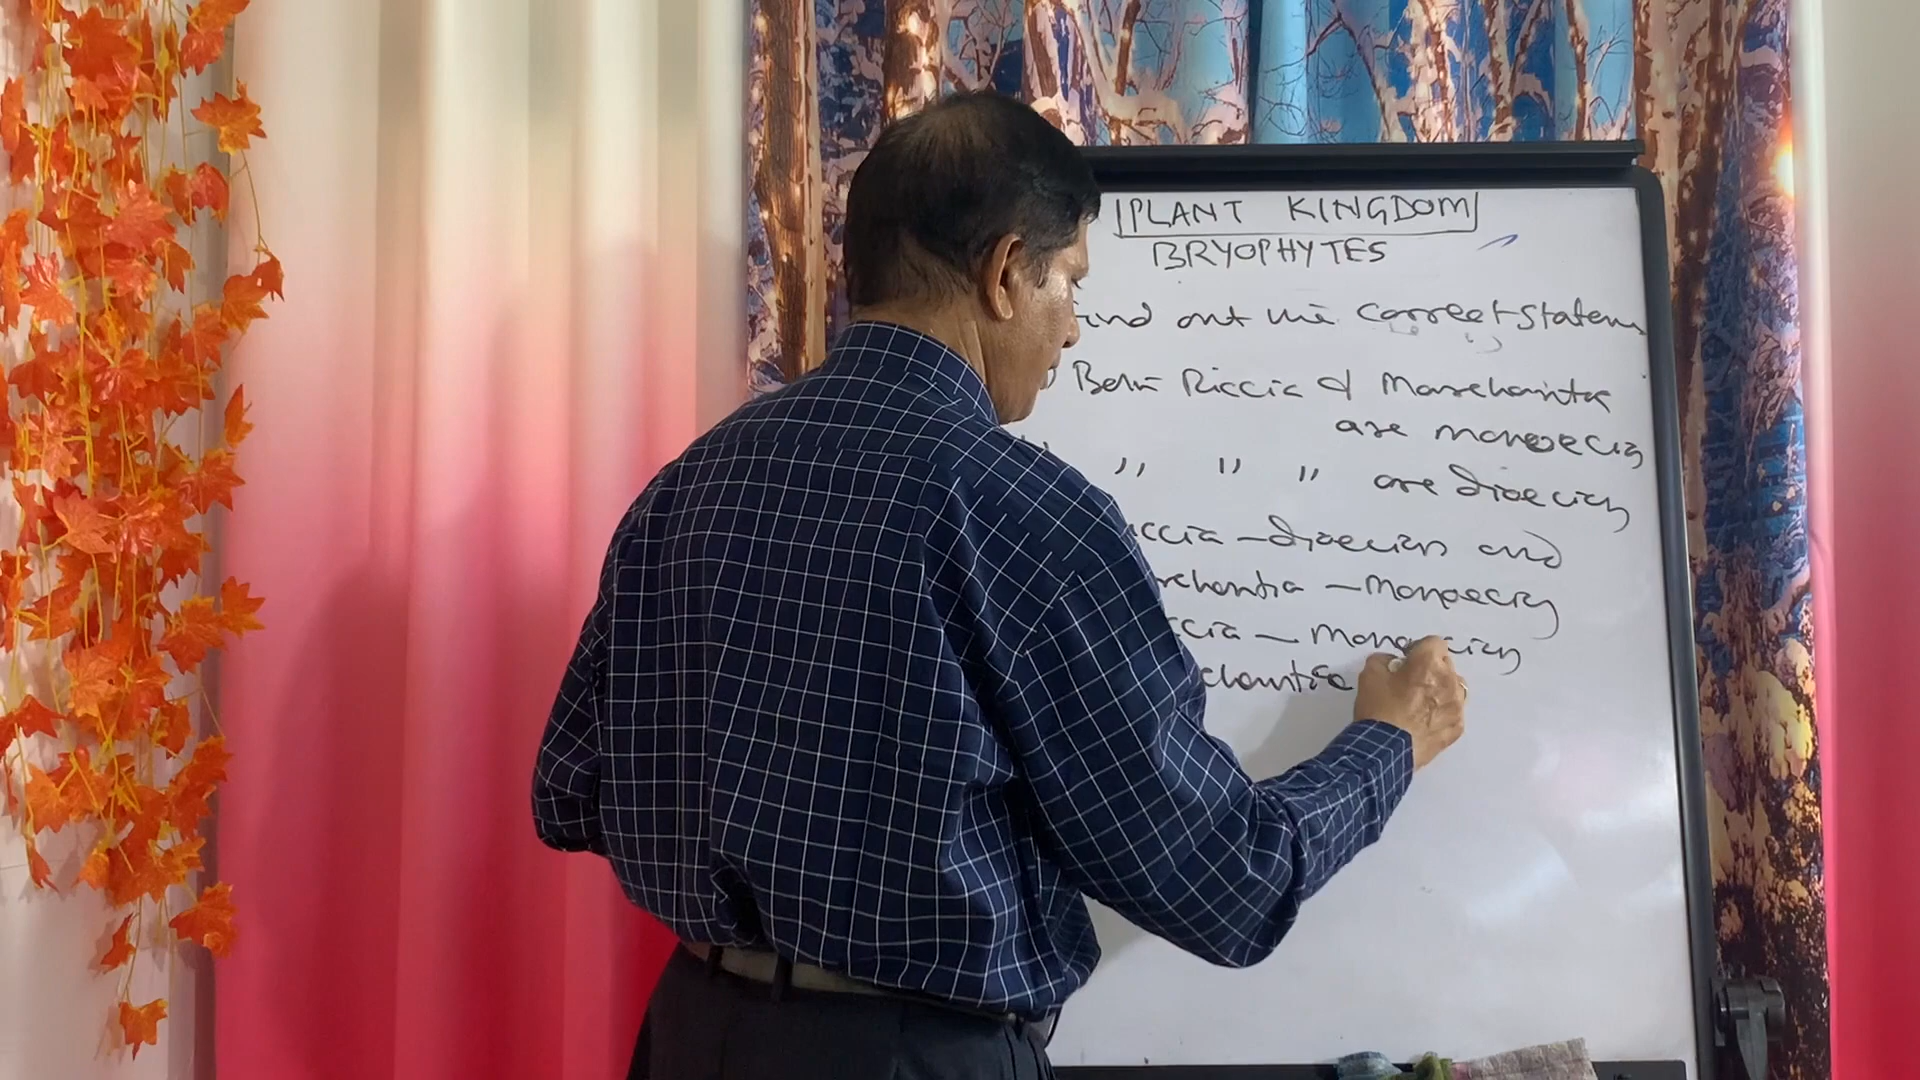 PLANT KINGDOM
BRYOPHYTES
ind out the correct statem
Both Riccia & Marchantia
are monoecious
" " " are dioecious
ccia - dioecious and
rchantia - Monoecious
ccia - Monoecious
chantia